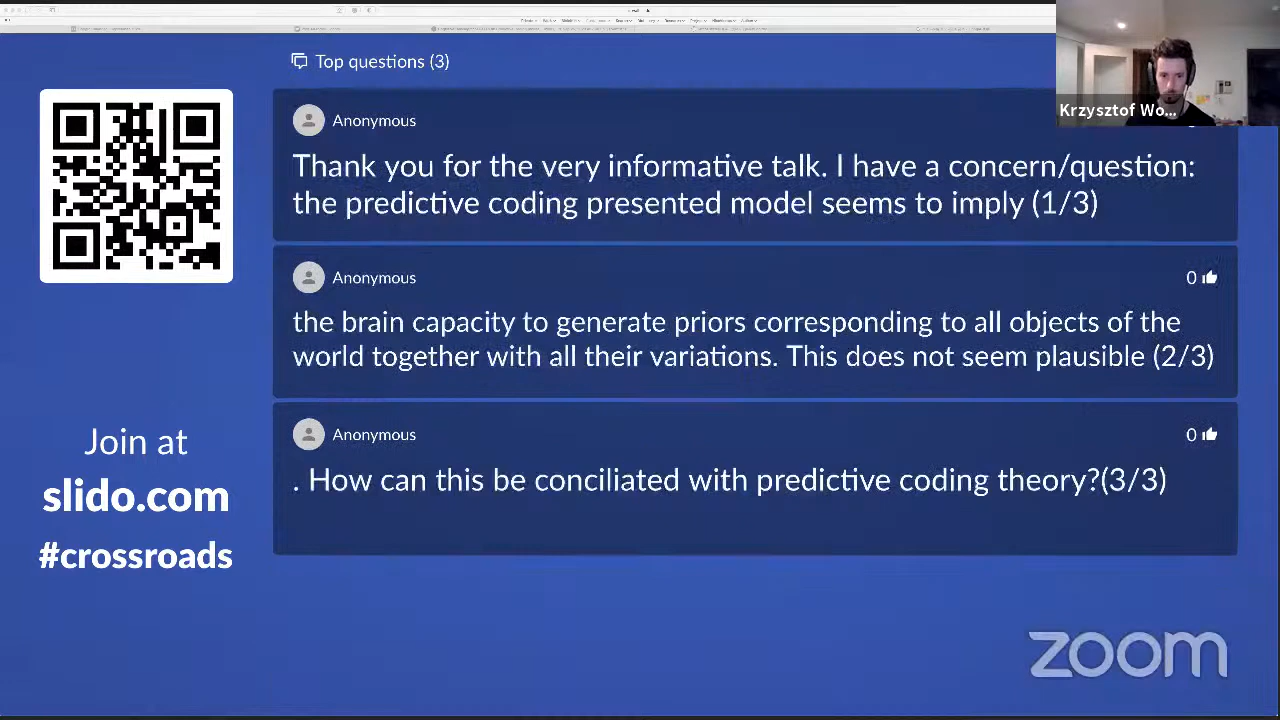 Top questions (3)
Krzysztof Wo...
Anonymous
Thank you for the very informative talk. I have a concern/question:
the predictive coding presented model seems to imply (1/3)
Anonymous
0
the brain capacity to generate priors corresponding to all objects of the
world together with all their variations. This does not seem plausible (2/3)
Anonymous
0
. How can this be conciliated with predictive coding theory?(3/3)
Join at
slido.com
#crossroads
zoom